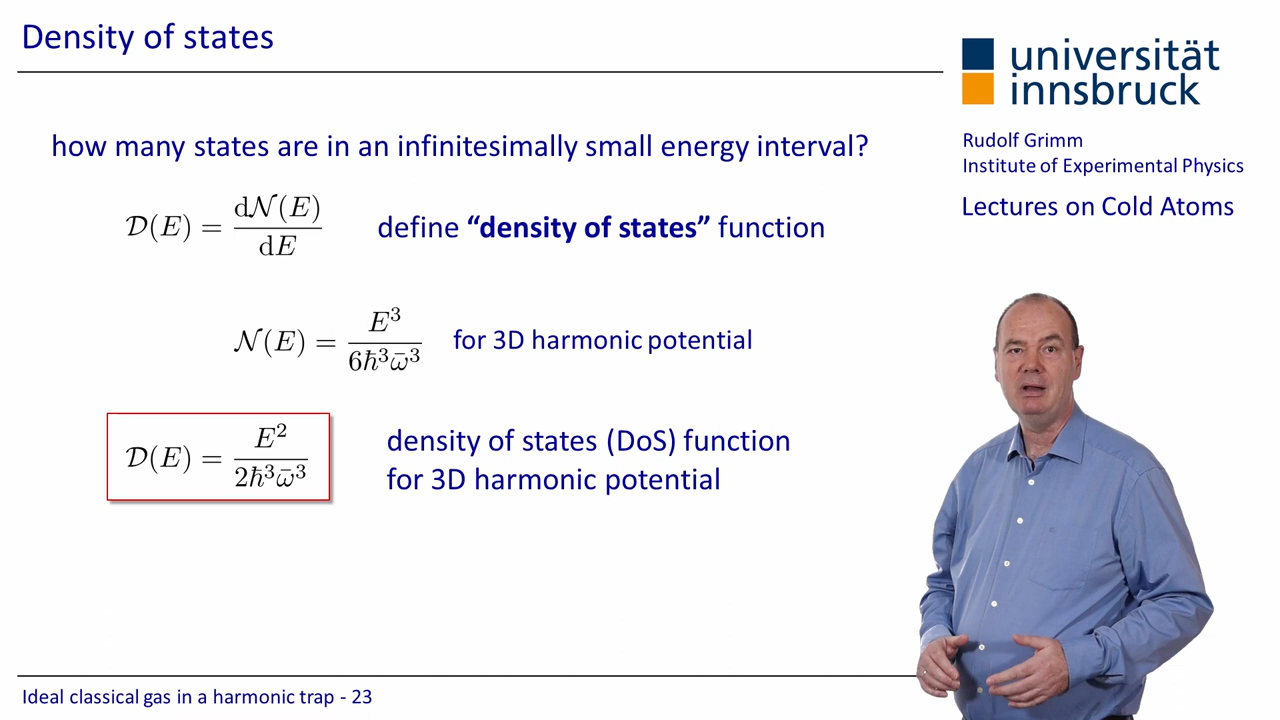 Density of states
universität
innsbruck
Rudolf Grimm
Institute of Experimental Physics
Lectures on Cold Atoms
how many states are in an infinitesimally small energy interval?
𝒟(E) = d𝒩(E) / dE
define “density of states” function
𝒩(E) = E³ / 6ħ³ω̄³
for 3D harmonic potential
𝒟(E) = E² / 2ħ³ω̄³
density of states (DoS) function
for 3D harmonic potential
Ideal classical gas in a harmonic trap - 23